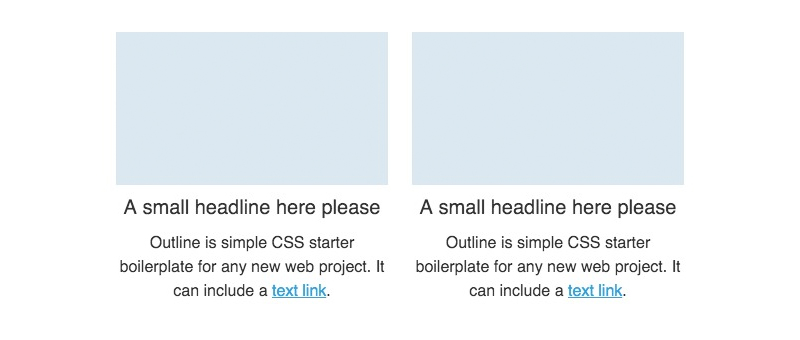 A small headline here please
Outline is simple CSS starter
boilerplate for any new web project. It
can include a text link.
A small headline here please
Outline is simple CSS starter
boilerplate for any new web project. It
can include a text link.